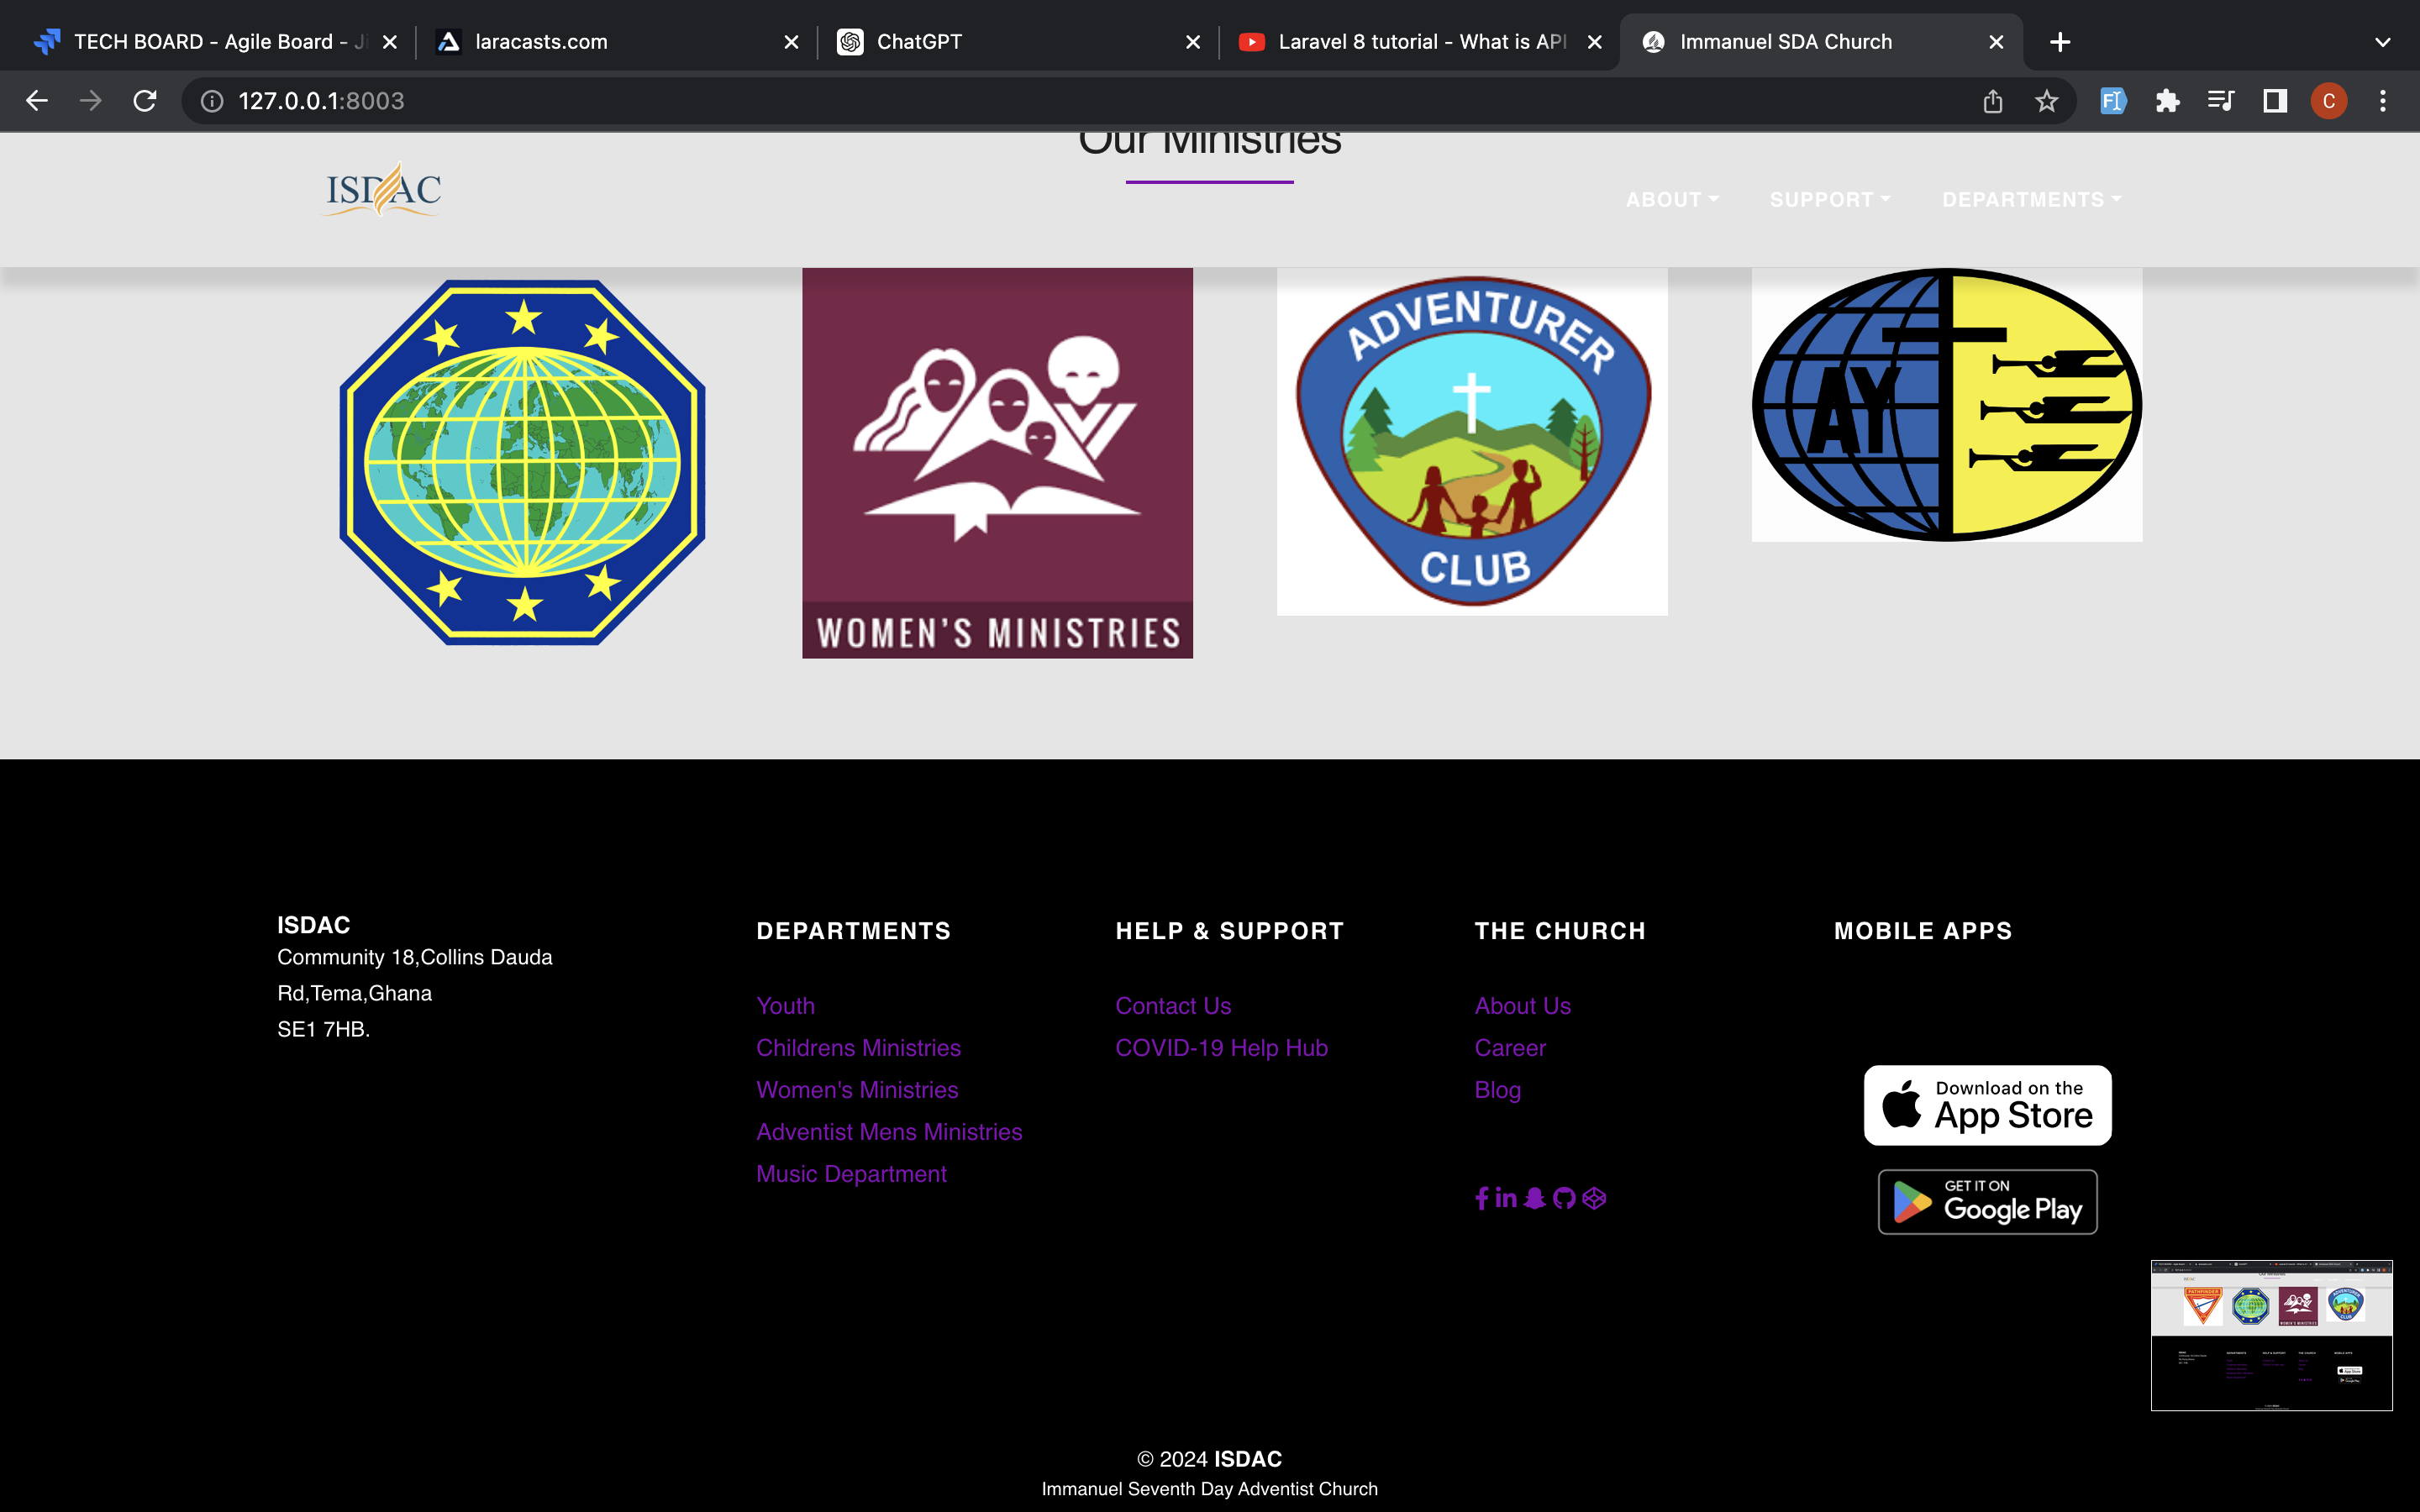 TECH BOARD - Agile Board - Ji
laracasts.com
ChatGPT
Laravel 8 tutorial - What is API
Immanuel SDA Church
127.0.0.1:8003
C
Our Ministries
ISDAC
ABOUT
SUPPORT
DEPARTMENTS
WOMEN'S MINISTRIES
ADVENTURER
CLUB
AY
ISDAC
Community 18,Collins Dauda
Rd,Tema,Ghana
SE1 7HB.
DEPARTMENTS
Youth
Childrens Ministries
Women's Ministries
Adventist Mens Ministries
Music Department
HELP & SUPPORT
Contact Us
COVID-19 Help Hub
THE CHURCH
About Us
Career
Blog
MOBILE APPS
Download on the
App Store
GET IT ON
Google Play
PATHFINDER
© 2024 ISDAC
Immanuel Seventh Day Adventist Church